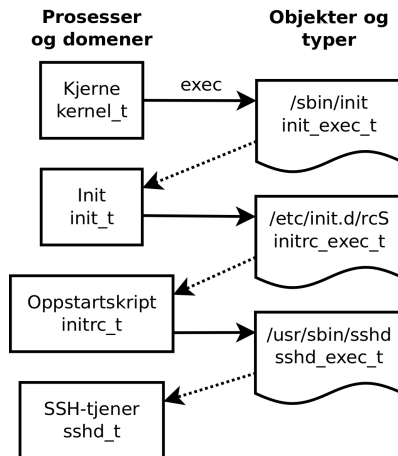 Prosesser
og domener
Objekter og
typer
Kjerne
kernel_t
exec
/sbin/init
init_exec_t
Init
init_t
/etc/init.d/rcS
initrc_exec_t
Oppstartskript
initrc_t
/usr/sbin/sshd
sshd_exec_t
SSH-tjener
sshd_t